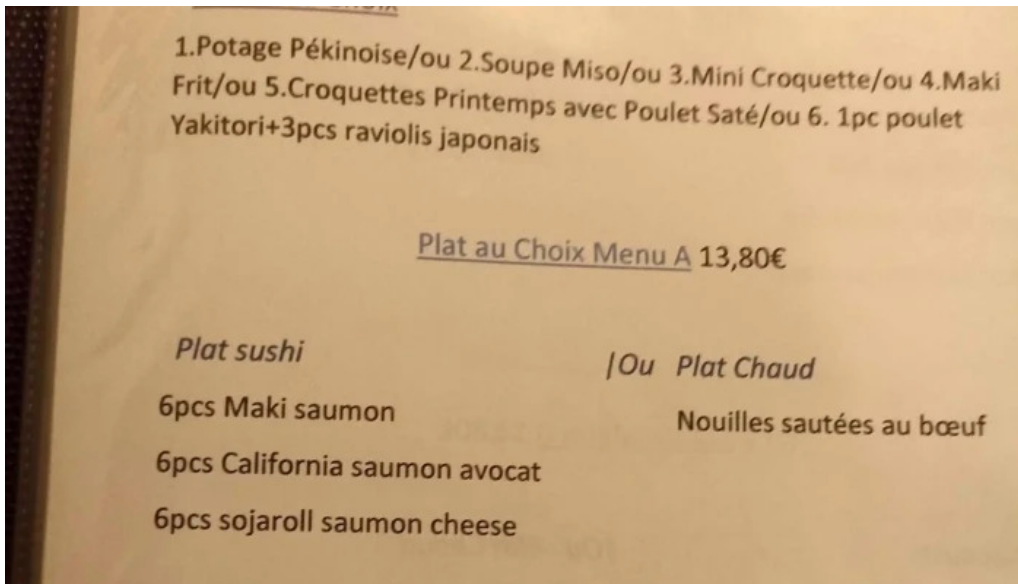 1.Potage Pékinoise/ou 2.Soupe Miso/ou 3.Mini Croquette/ou 4.Maki
Frit/ou 5.Croquettes Printemps avec Poulet Saté/ou 6. 1pc poulet
Yakitori+3pcs raviolis japonais
Plat au Choix Menu A 13,80€
Plat sushi |Ou Plat Chaud
6pcs Maki saumon Nouilles sautées au bœuf
6pcs California saumon avocat
6pcs sojaroll saumon cheese